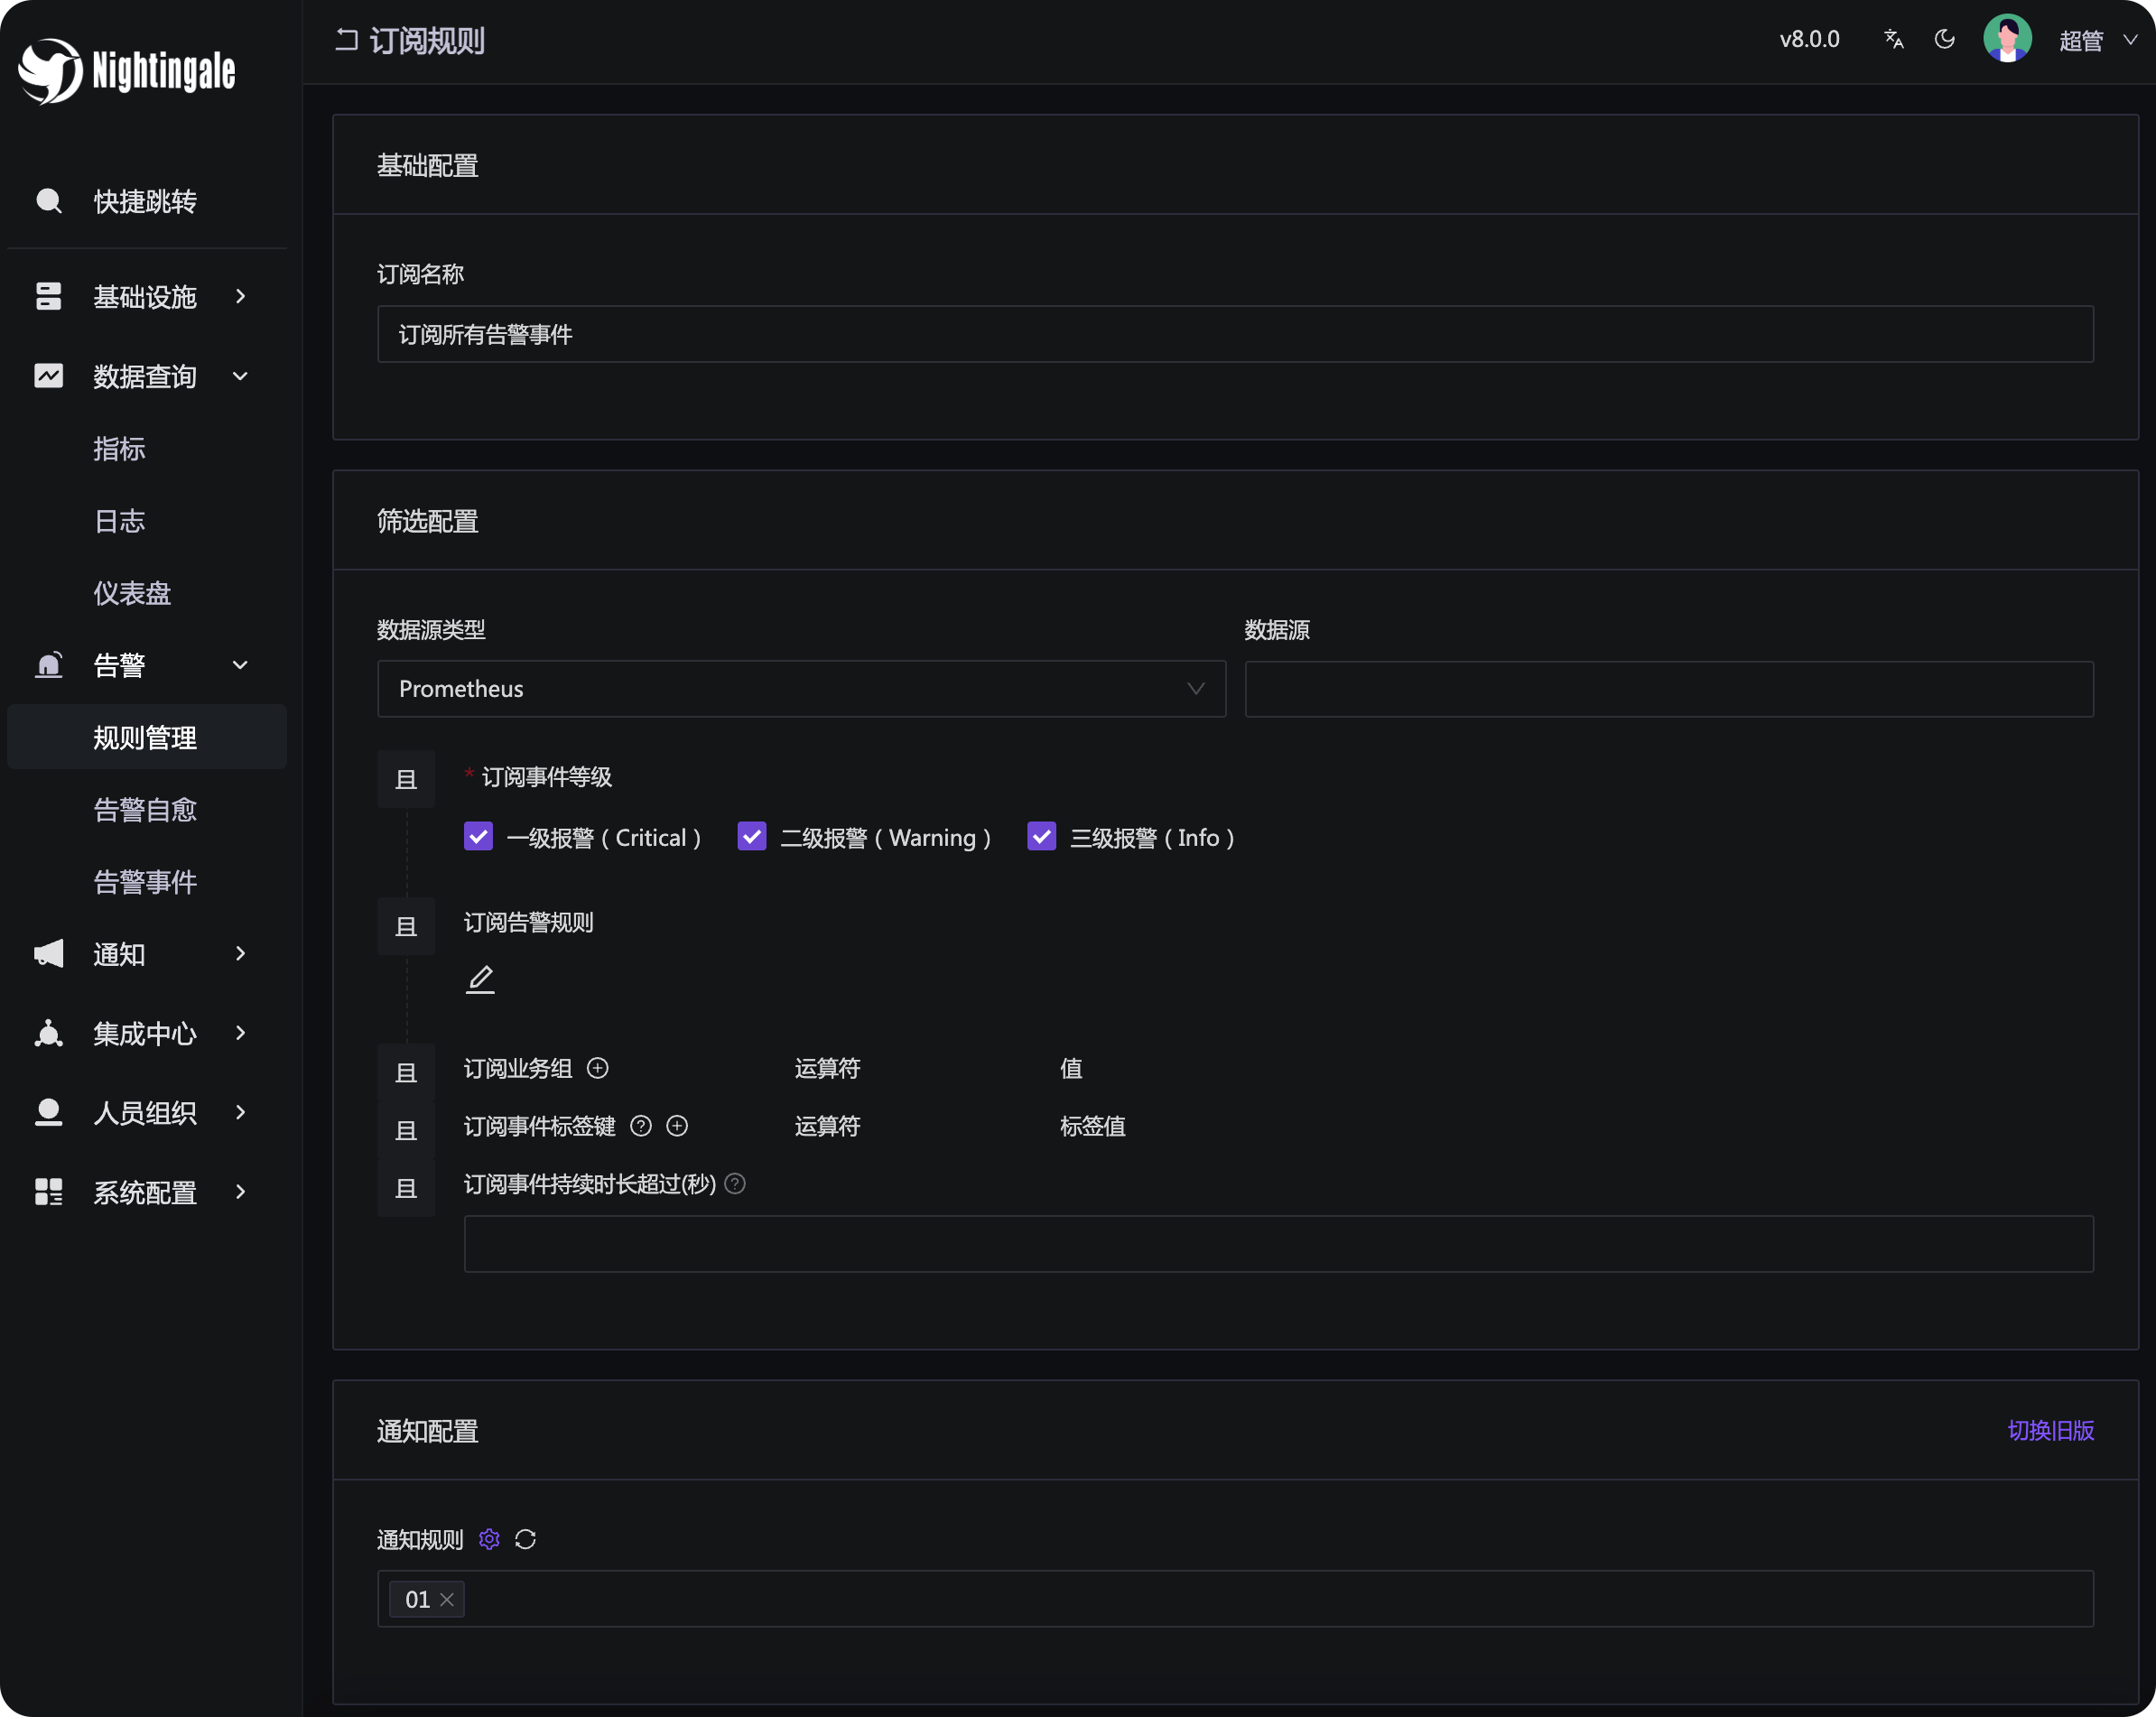 Nightingale
快捷跳转
基础设施
数据查询
指标
日志
仪表盘
告警
规则管理
告警自愈
告警事件
通知
集成中心
人员组织
系统配置
订阅规则
v8.0.0
超管
基础配置
订阅名称
订阅所有告警事件
筛选配置
数据源类型 数据源
Prometheus
且 * 订阅事件等级
一级报警 ( Critical ) 二级报警 ( Warning ) 三级报警 ( Info )
且 订阅告警规则
且 订阅业务组 运算符 值
且 订阅事件标签键 运算符 标签值
且 订阅事件持续时长超过(秒)
通知配置 切换旧版
通知规则
01